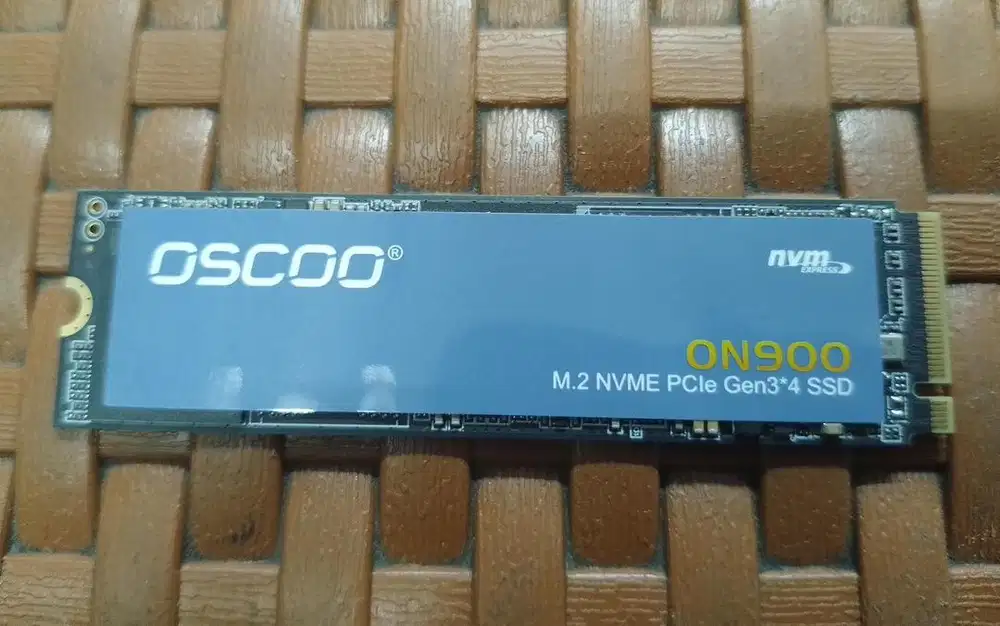 OSCOO®
nvm
EXPRESS
ON900
M.2 NVME PCIe Gen3*4 SSD